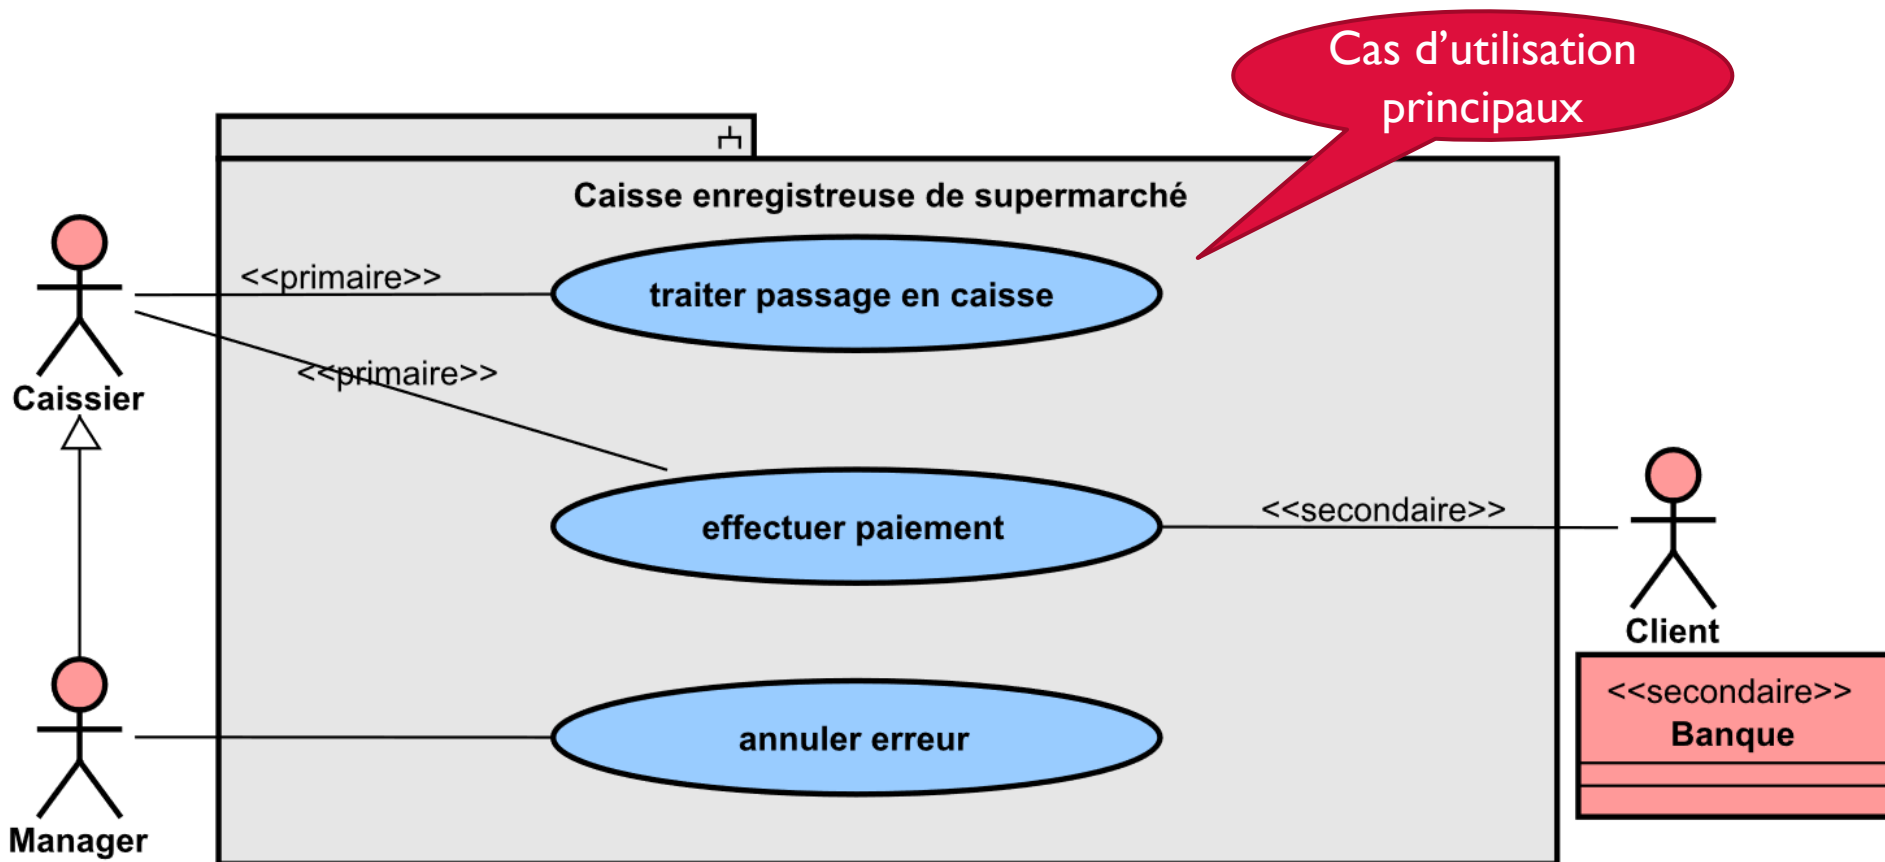 Cas d’utilisation
principaux
Caisse enregistreuse de supermarché
<<primaire>>
traiter passage en caisse
<<primaire>>
Caissier
effectuer paiement
<<secondaire>>
Client
<<secondaire>>
Banque
annuler erreur
Manager